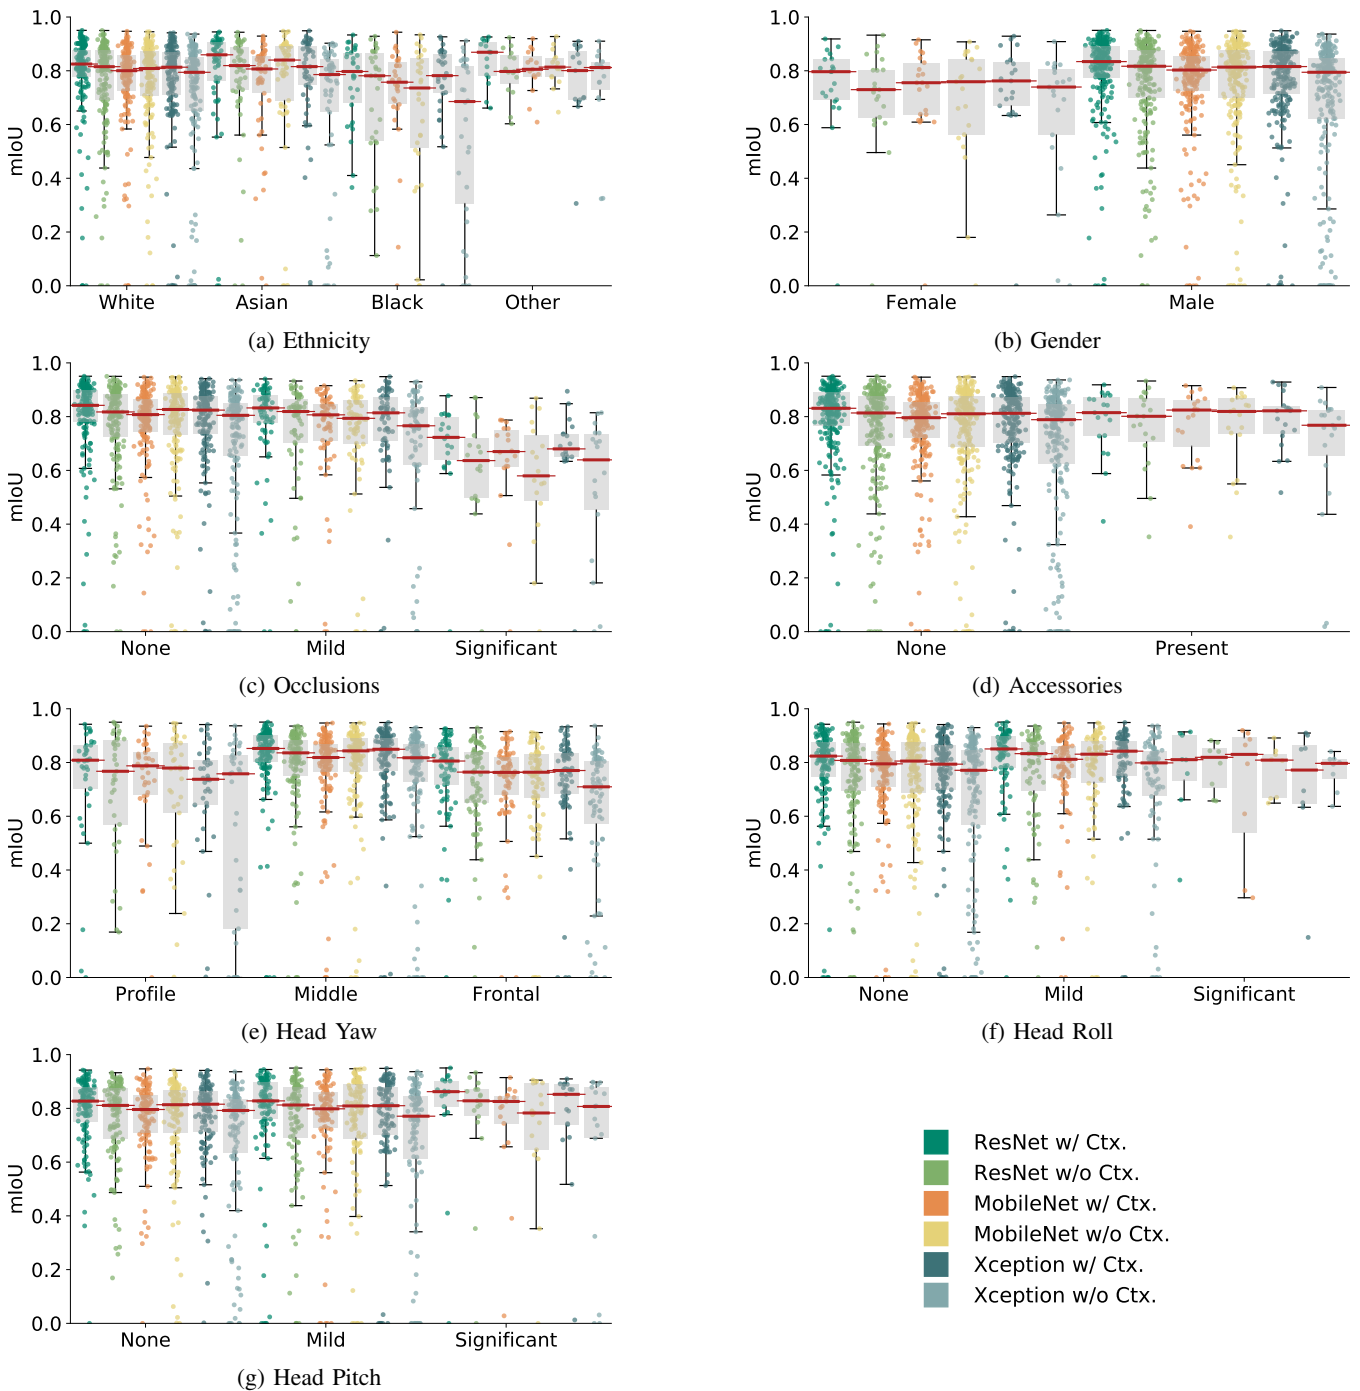 1.0
0.8
0.6
0.4
0.2
0.0
mIoU
White Asian Black Other
(a) Ethnicity
1.0
0.8
0.6
0.4
0.2
0.0
mIoU
Female Male
(b) Gender
1.0
0.8
0.6
0.4
0.2
0.0
mIoU
None Mild Significant
(c) Occlusions
1.0
0.8
0.6
0.4
0.2
0.0
mIoU
None Present
(d) Accessories
1.0
0.8
0.6
0.4
0.2
0.0
mIoU
Profile Middle Frontal
(e) Head Yaw
1.0
0.8
0.6
0.4
0.2
0.0
mIoU
None Mild Significant
(f) Head Roll
1.0
0.8
0.6
0.4
0.2
0.0
mIoU
None Mild Significant
(g) Head Pitch
ResNet w/ Ctx.
ResNet w/o Ctx.
MobileNet w/ Ctx.
MobileNet w/o Ctx.
Xception w/ Ctx.
Xception w/o Ctx.